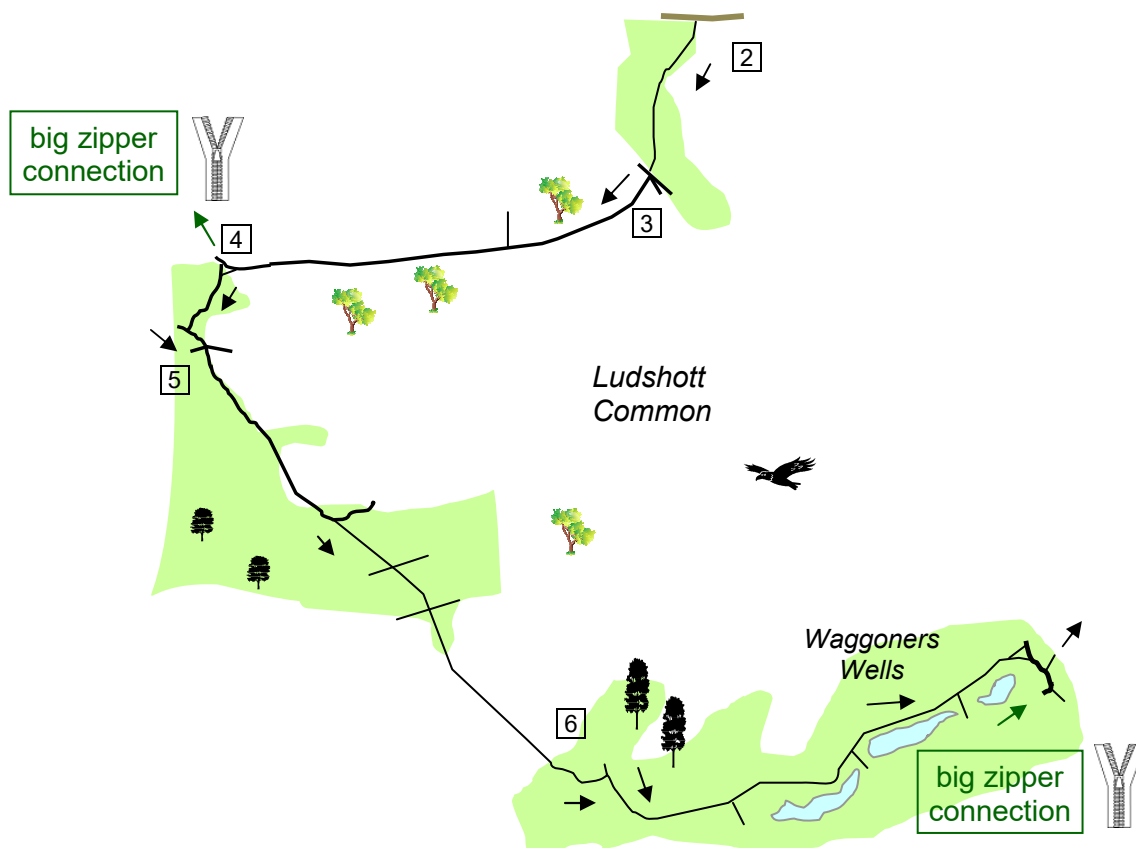 2
big zipper
connection
3
4
5
Ludshott
Common
Waggoners
Wells
6
big zipper
connection